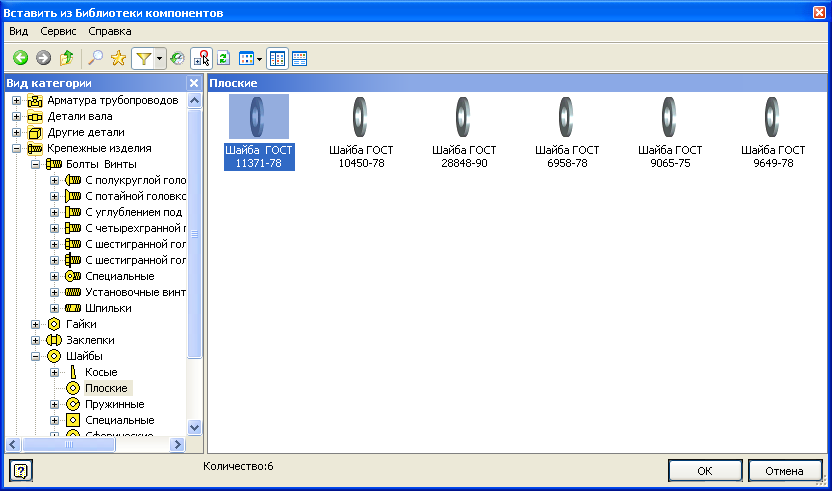 Вставить из Библиотеки компонентов
Вид Сервис Справка
Вид категории
Плоские
Арматура трубопроводов
Детали вала
Другие детали
Крепежные изделия
Болты Винты
С полукруглой голо
С потайной головко
С углублением под
С четырехгранной г
С шестигранной гол
С шестигранной гол
Специальные
Установочные винт
Шпильки
Гайки
Заклепки
Шайбы
Косые
Плоские
Пружинные
Специальные
Сферические
Шайба ГОСТ
11371-78
Шайба ГОСТ
10450-78
Шайба ГОСТ
28848-90
Шайба ГОСТ
6958-78
Шайба ГОСТ
9065-75
Шайба ГОСТ
9649-78
Количество:6
OK
Отмена